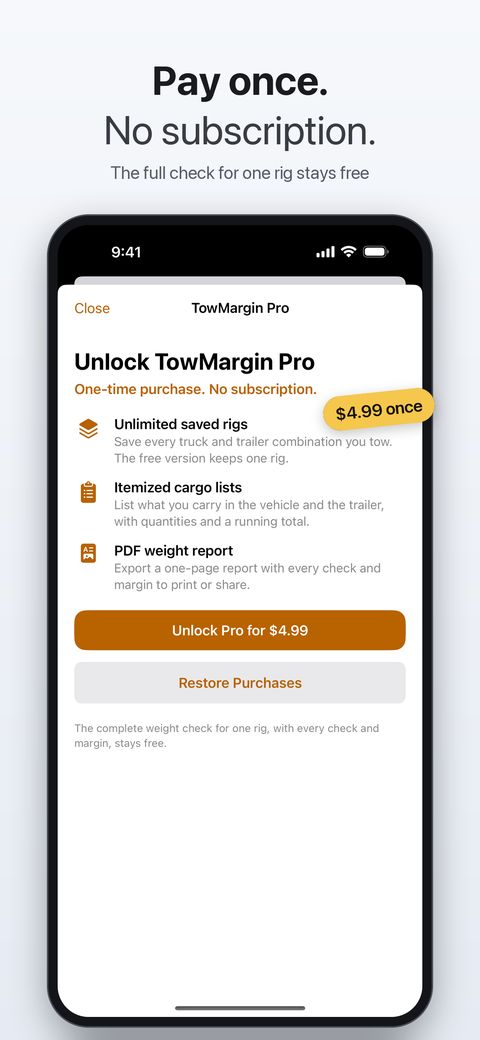 Pay once.
No subscription.
The full check for one rig stays free
9:41
Close
TowMargin Pro
Unlock TowMargin Pro
One-time purchase. No subscription.
$4.99 once
Unlimited saved rigs
Save every truck and trailer combination you tow.
The free version keeps one rig.
Itemized cargo lists
List what you carry in the vehicle and the trailer,
with quantities and a running total.
PDF weight report
Export a one-page report with every check and
margin to print or share.
Unlock Pro for $4.99
Restore Purchases
The complete weight check for one rig, with every check and
margin, stays free.